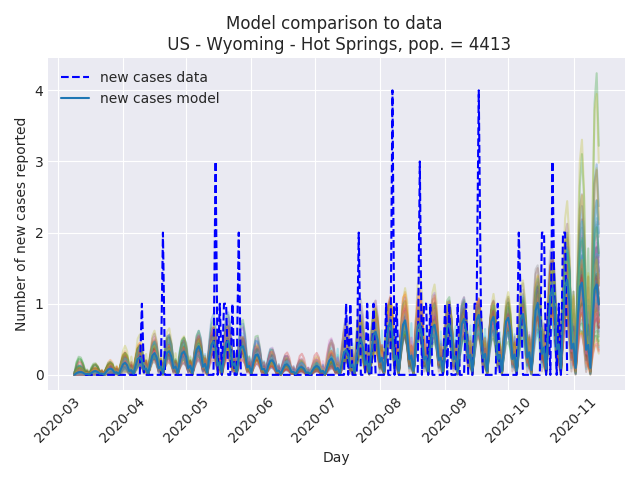 Model comparison to data
US - Wyoming - Hot Springs, pop. = 4413
new cases data
new cases model
Number of new cases reported
4
3
2
1
0
2020-03
2020-04
2020-05
2020-06
2020-07
2020-08
2020-09
2020-10
2020-11
Day